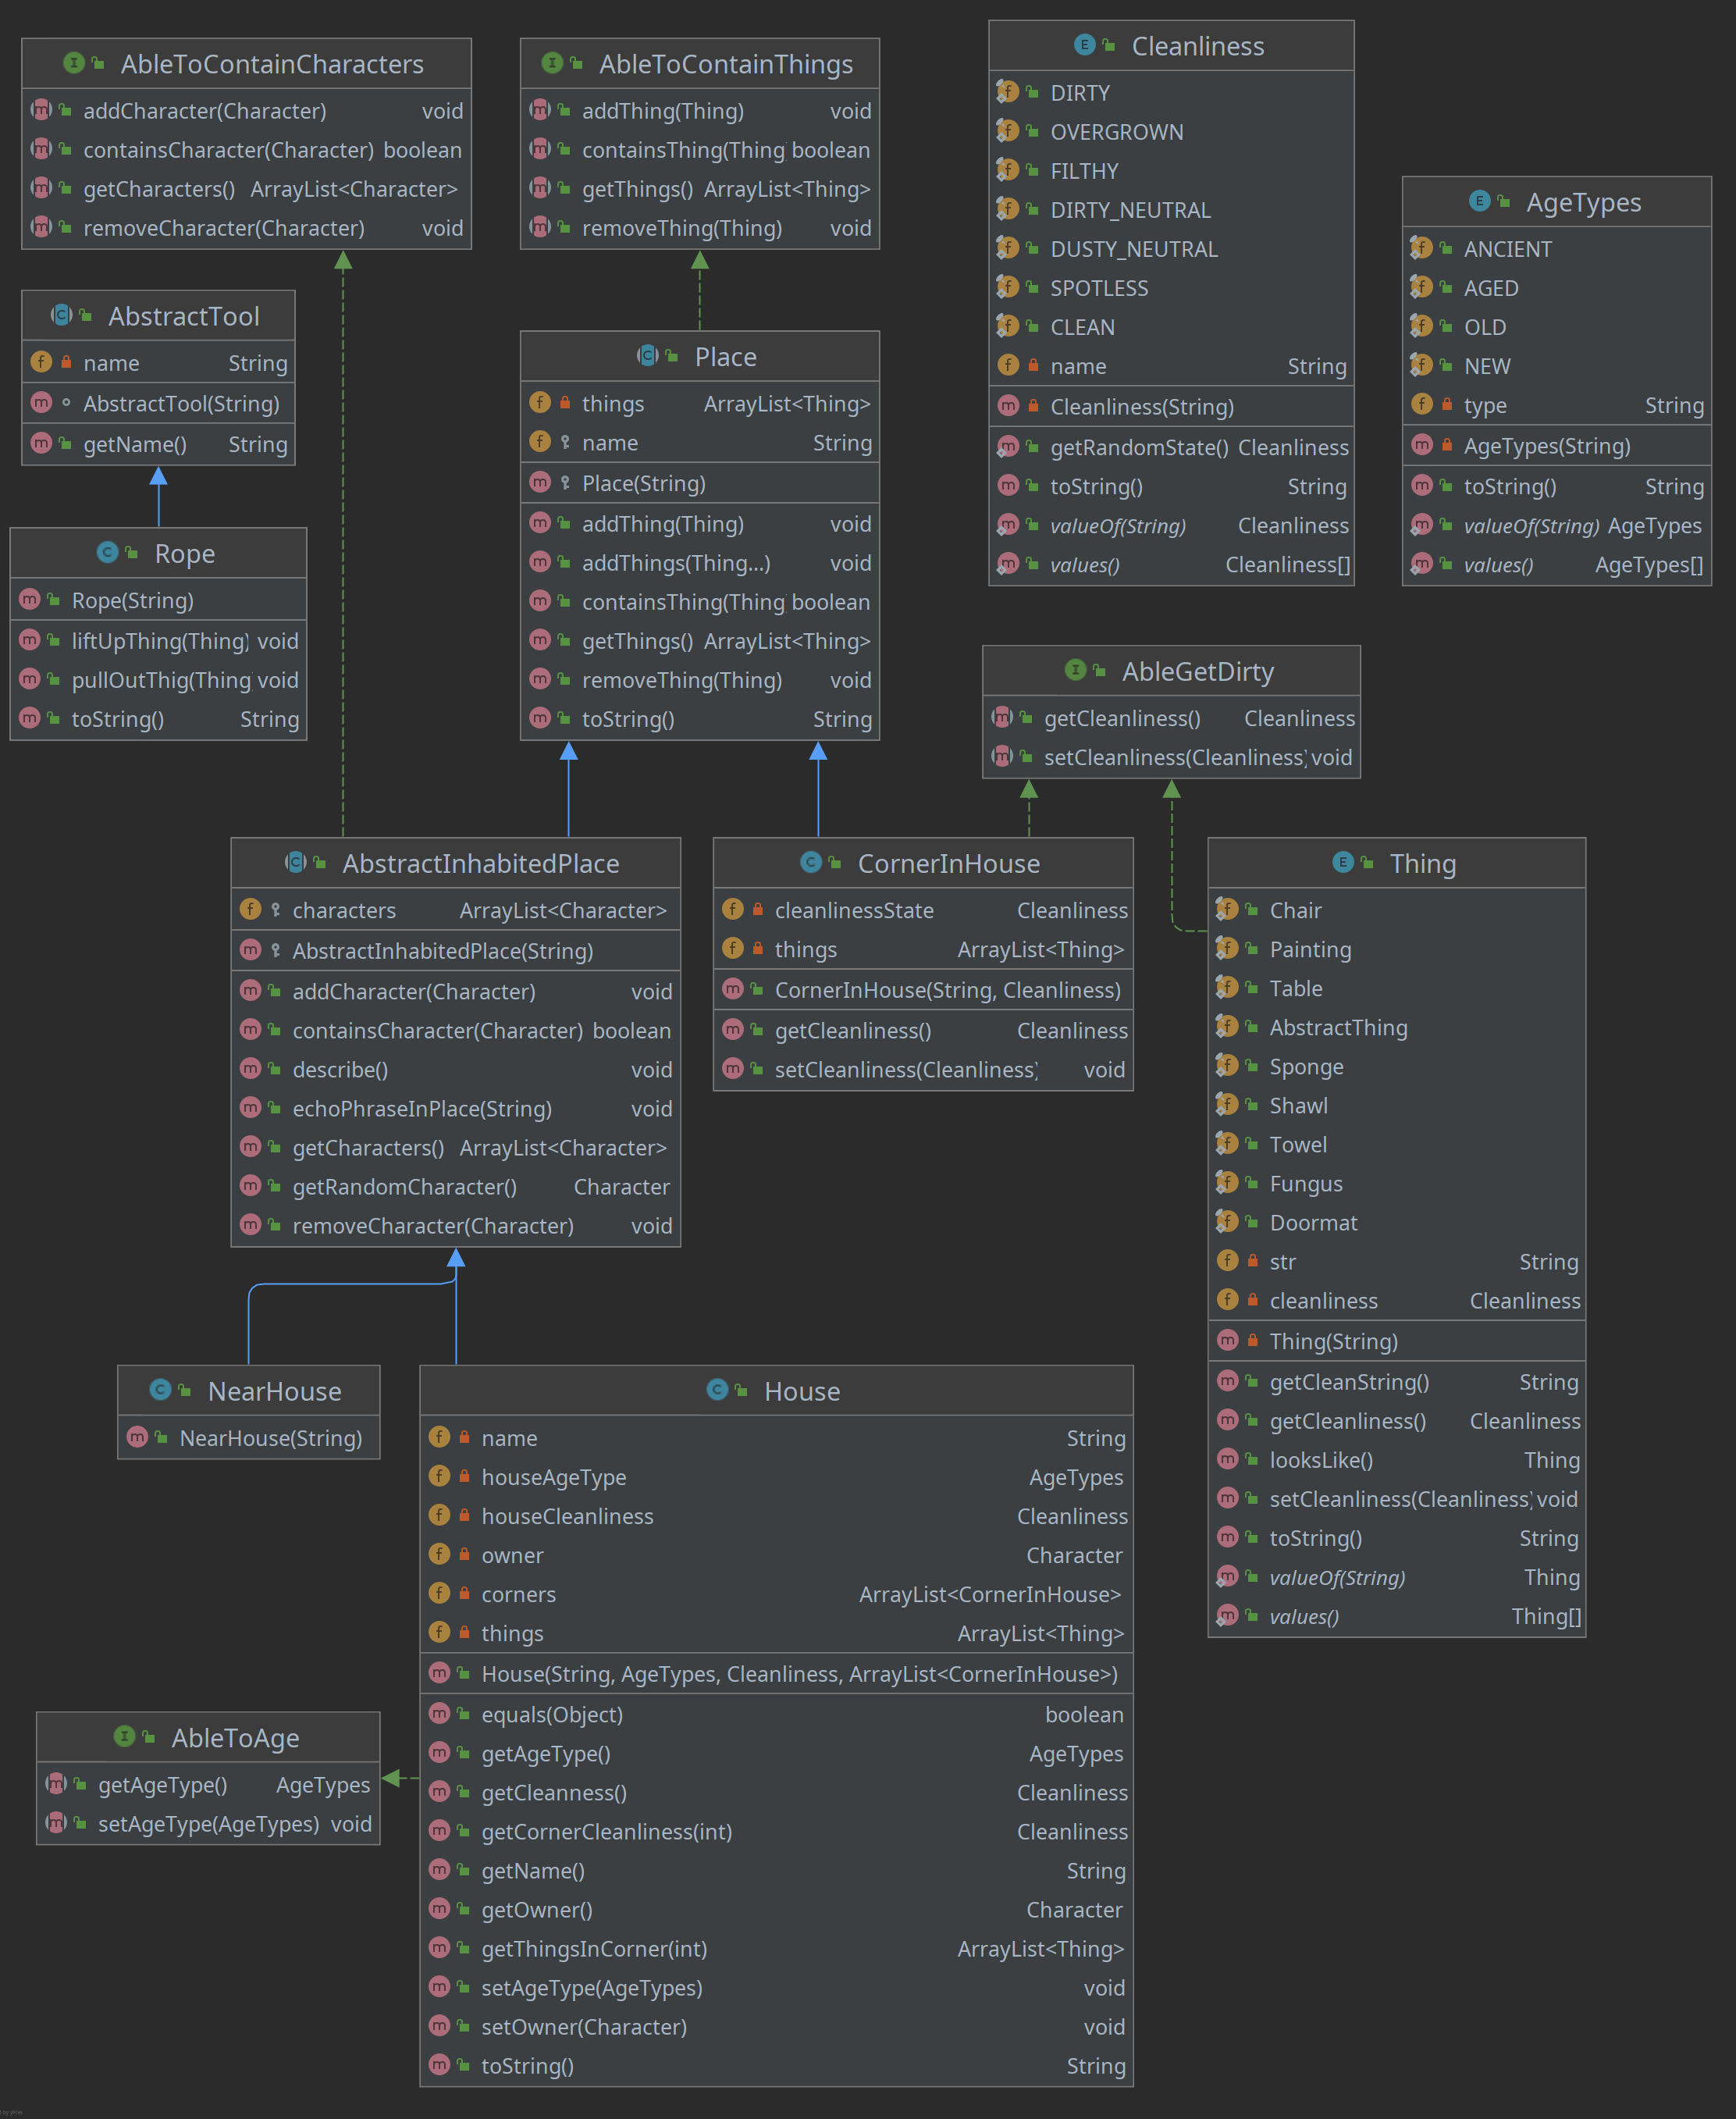 AbleToContainCharacters
addCharacter(Character) void
containsCharacter(Character) boolean
getCharacters() ArrayList<Character>
removeCharacter(Character) void
AbleToContainThings
addThing(Thing) void
containsThing(Thing boolean
getThings() ArrayList<Thing>
removeThing(Thing) void
Cleanliness
DIRTY
OVERGROWN
FILTHY
DIRTY_NEUTRAL
DUSTY_NEUTRAL
SPOTLESS
CLEAN
name String
Cleanliness(String)
getRandomState() Cleanliness
toString() String
valueOf(String) Cleanliness
values() Cleanliness[]
AgeTypes
ANCIENT
AGED
OLD
NEW
type String
AgeTypes(String)
toString() String
valueOf(String) AgeTypes
values() AgeTypes[]
AbstractTool
name String
AbstractTool(String)
getName() String
Rope
Rope(String)
liftUpThing(Thing) void
pullOutThig(Thing void
toString() String
Place
things ArrayList<Thing>
name String
Place(String)
addThing(Thing) void
addThings(Thing...) void
containsThing(Thing boolean
getThings() ArrayList<Thing>
removeThing(Thing) void
toString() String
AbleGetDirty
getCleanliness() Cleanliness
setCleanliness(Cleanliness) void
AbstractInhabitedPlace
characters ArrayList<Character>
AbstractInhabitedPlace(String)
addCharacter(Character) void
containsCharacter(Character) boolean
describe() void
echoPhraseInPlace(String) void
getCharacters() ArrayList<Character>
getRandomCharacter() Character
removeCharacter(Character) void
CornerInHouse
cleanlinessState Cleanliness
things ArrayList<Thing>
CornerInHouse(String, Cleanliness)
getCleanliness() Cleanliness
setCleanliness(Cleanliness) void
Thing
Chair
Painting
Table
AbstractThing
Sponge
Shawl
Towel
Fungus
Doormat
str String
cleanliness Cleanliness
Thing(String)
getCleanString() String
getCleanliness() Cleanliness
looksLike() Thing
setCleanliness(Cleanliness) void
toString() String
valueOf(String) Thing
values() Thing[]
NearHouse
NearHouse(String)
House
name String
houseAgeType AgeTypes
houseCleanliness Cleanliness
owner Character
corners ArrayList<CornerInHouse>
things ArrayList<Thing>
House(String, AgeTypes, Cleanliness, ArrayList<CornerInHouse>)
equals(Object) boolean
getAgeType() AgeTypes
getCleanness() Cleanliness
getCornerCleanliness(int) Cleanliness
getName() String
getOwner() Character
getThingsInCorner(int) ArrayList<Thing>
setAgeType(AgeTypes) void
setOwner(Character) void
toString() String
AbleToAge
getAgeType() AgeTypes
setAgeType(AgeTypes) void